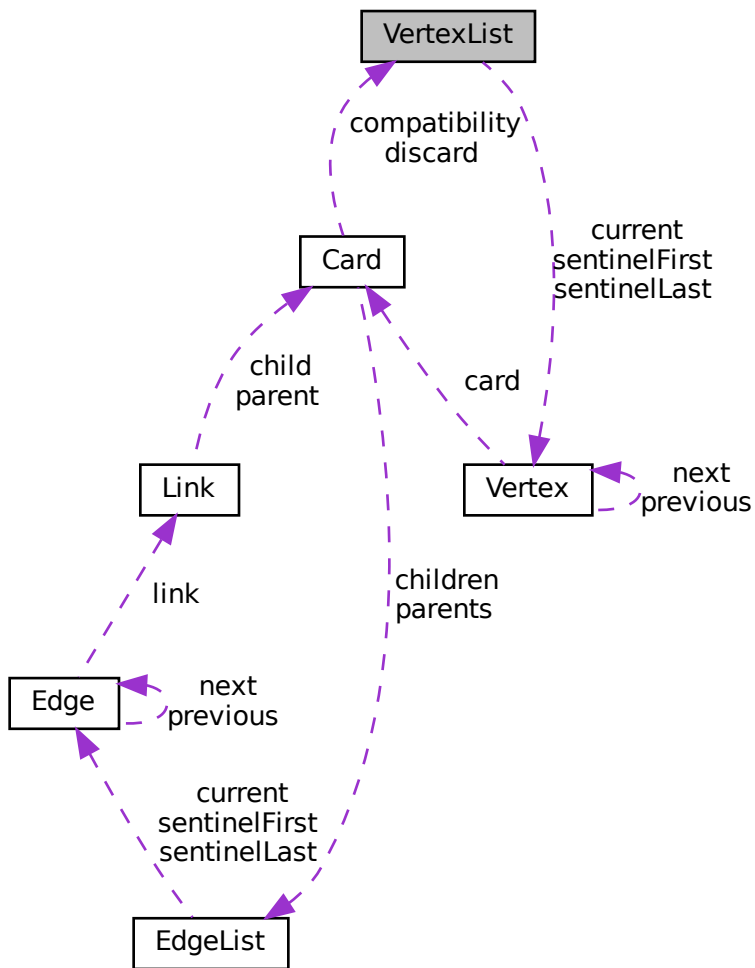 VertexList
compatibility
discard
current
sentinelFirst
sentinelLast
Card
child
parent
card
Link
Vertex
next
previous
children
parents
link
Edge
next
previous
current
sentinelFirst
sentinelLast
EdgeList